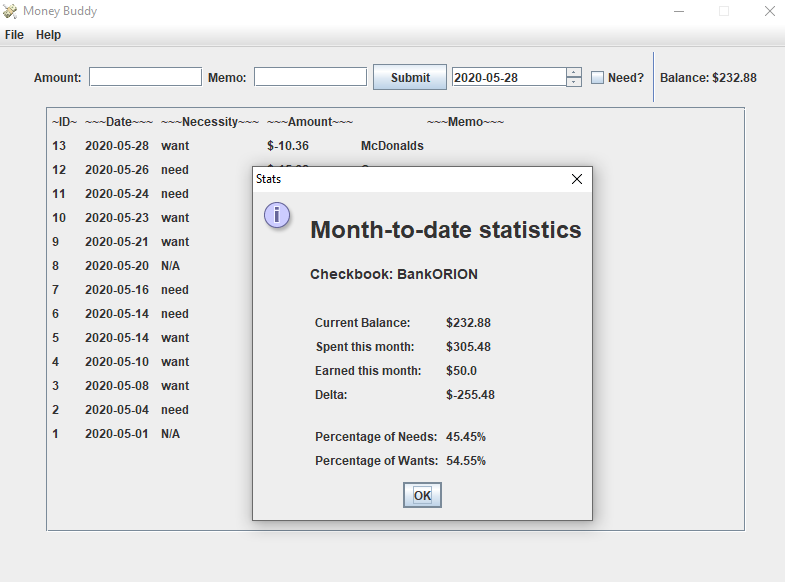 Money Buddy
File Help
Amount: Memo: Submit 2020-05-28 Need? Balance: $232.88
~ID~ ~~~Date~~~ ~~~Necessity~~~ ~~~Amount~~~ ~~~Memo~~~
13 2020-05-28 want $-10.36 McDonalds
12 2020-05-26 need
11 2020-05-24 need
10 2020-05-23 want
9 2020-05-21 want
8 2020-05-20 N/A
7 2020-05-16 need
6 2020-05-14 need
5 2020-05-14 want
4 2020-05-10 want
3 2020-05-08 want
2 2020-05-04 need
1 2020-05-01 N/A
Stats
Month-to-date statistics
Checkbook: BankORION
Current Balance: $232.88
Spent this month: $305.48
Earned this month: $50.0
Delta: $-255.48
Percentage of Needs: 45.45%
Percentage of Wants: 54.55%
OK